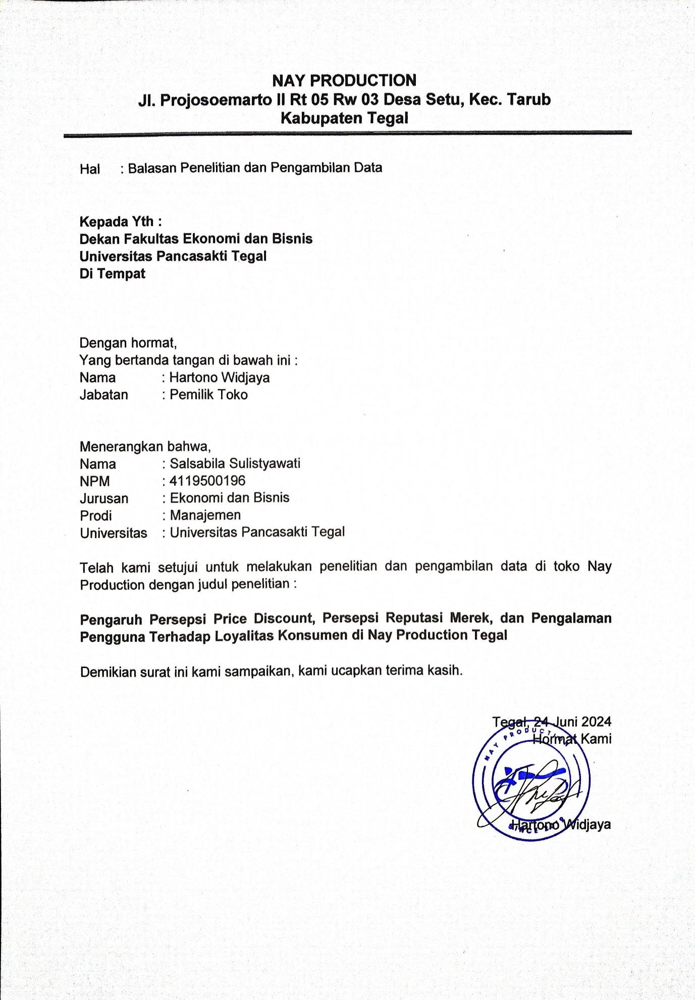 NAY PRODUCTION
Jl. Projosoemarto II Rt 05 Rw 03 Desa Setu, Kec. Tarub
Kabupaten Tegal
Hal : Balasan Penelitian dan Pengambilan Data
Kepada Yth :
Dekan Fakultas Ekonomi dan Bisnis
Universitas Pancasakti Tegal
Di Tempat
Dengan hormat,
Yang bertanda tangan di bawah ini :
Nama : Hartono Widjaya
Jabatan : Pemilik Toko
Menerangkan bahwa,
Nama : Salsabila Sulistyawati
NPM : 4119500196
Jurusan : Ekonomi dan Bisnis
Prodi : Manajemen
Universitas : Universitas Pancasakti Tegal
Telah kami setujui untuk melakukan penelitian dan pengambilan data di toko Nay
Production dengan judul penelitian :
Pengaruh Persepsi Price Discount, Persepsi Reputasi Merek, dan Pengalaman
Pengguna Terhadap Loyalitas Konsumen di Nay Production Tegal
Demikian surat ini kami sampaikan, kami ucapkan terima kasih.
Tegal, 24 Juni 2024
Hormat Kami
NAY PRODUCTION
SINCE
Hartono Widjaya